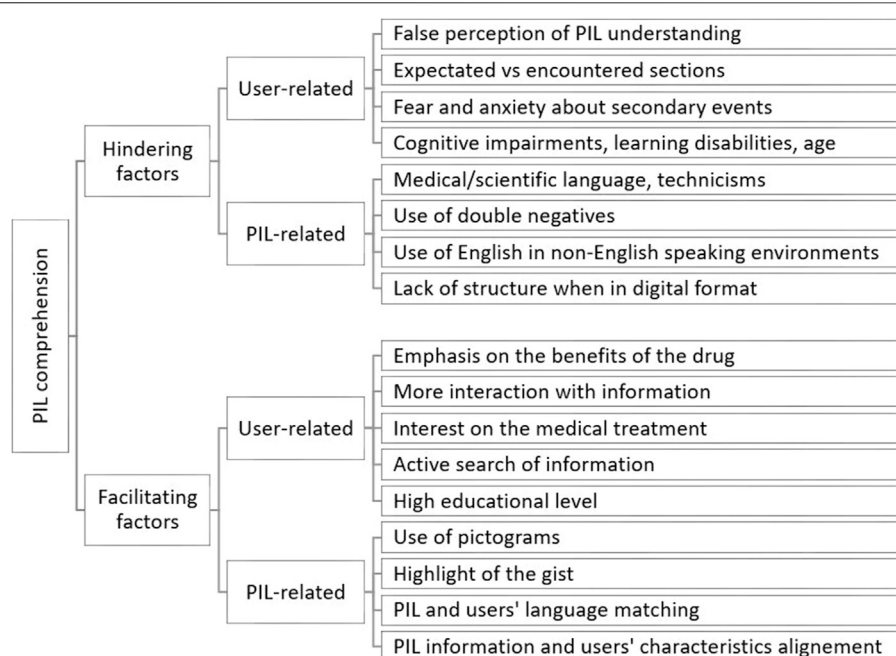 PIL comprehension
Hindering
factors
User-related
False perception of PIL understanding
Expectated vs encountered sections
Fear and anxiety about secondary events
Cognitive impairments, learning disabilities, age
PIL-related
Medical/scientific language, technicisms
Use of double negatives
Use of English in non-English speaking environments
Lack of structure when in digital format
Facilitating
factors
User-related
Emphasis on the benefits of the drug
More interaction with information
Interest on the medical treatment
Active search of information
High educational level
PIL-related
Use of pictograms
Highlight of the gist
PIL and users' language matching
PIL information and users' characteristics alignement